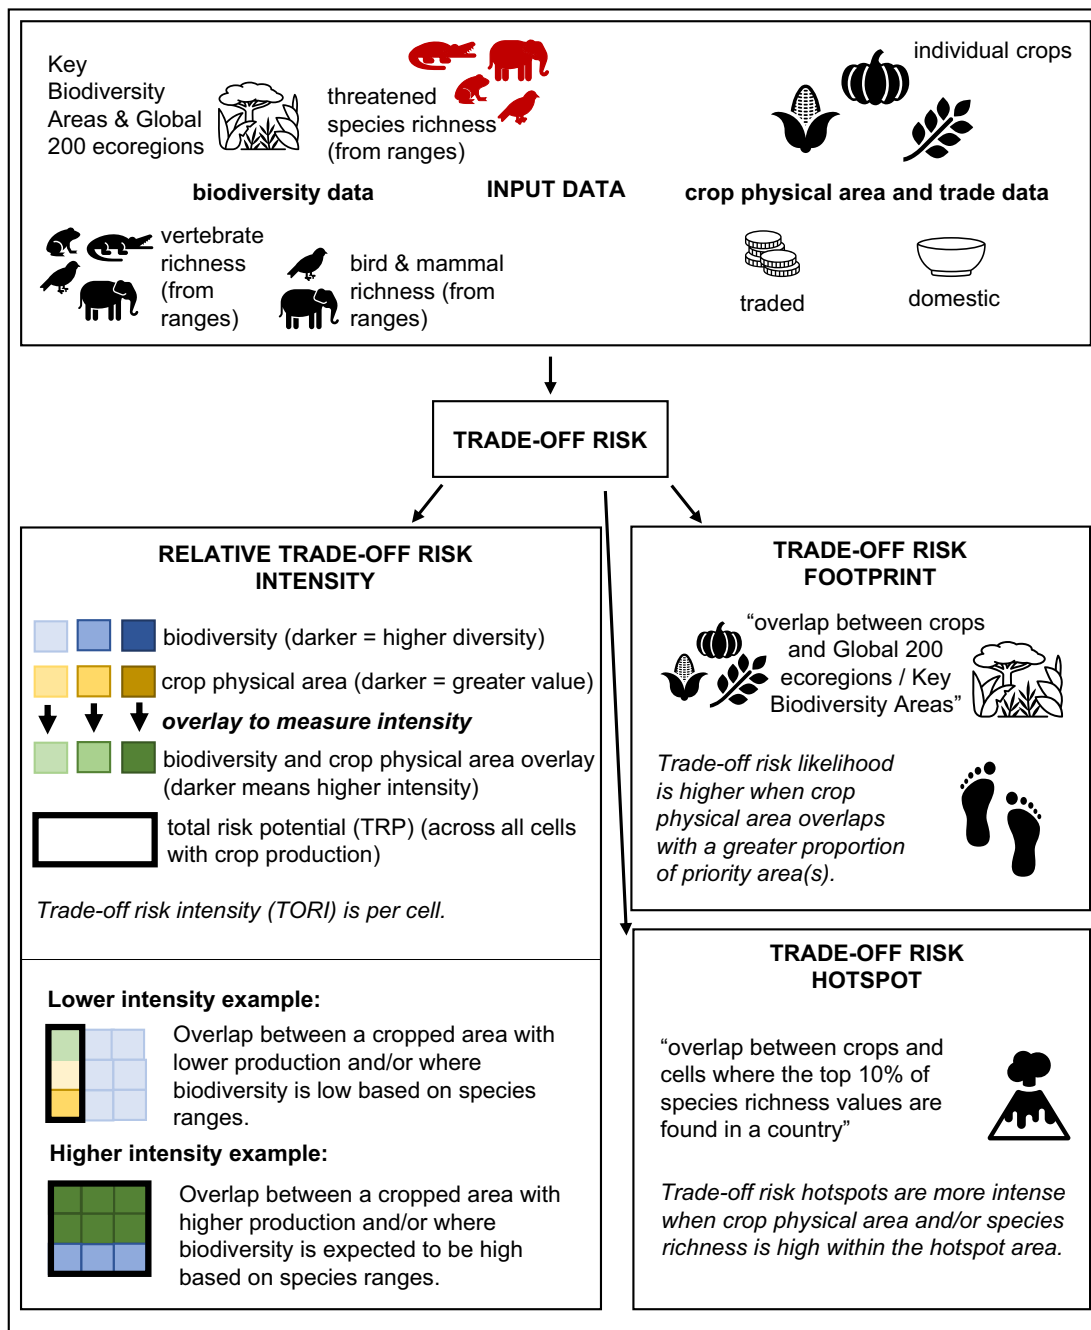 Key
Biodiversity
Areas & Global
200 ecoregions
threatened
species richness
(from ranges)
individual crops
biodiversity data
INPUT DATA
crop physical area and trade data
vertebrate
richness
(from
ranges)
bird & mammal
richness (from
ranges)
traded
domestic
TRADE-OFF RISK
RELATIVE TRADE-OFF RISK
INTENSITY
biodiversity (darker = higher diversity)
crop physical area (darker = greater value)
overlay to measure intensity
biodiversity and crop physical area overlay
(darker means higher intensity)
total risk potential (TRP) (across all cells
with crop production)
Trade-off risk intensity (TORI) is per cell.
Lower intensity example:
Overlap between a cropped area with
lower production and/or where
biodiversity is low based on species
ranges.
Higher intensity example:
Overlap between a cropped area with
higher production and/or where
biodiversity is expected to be high
based on species ranges.
TRADE-OFF RISK
FOOTPRINT
“overlap between crops
and Global 200
ecoregions / Key
Biodiversity Areas”
Trade-off risk likelihood
is higher when crop
physical area overlaps
with a greater proportion
of priority area(s).
TRADE-OFF RISK
HOTSPOT
“overlap between crops and
cells where the top 10% of
species richness values are
found in a country”
Trade-off risk hotspots are more intense
when crop physical area and/or species
richness is high within the hotspot area.